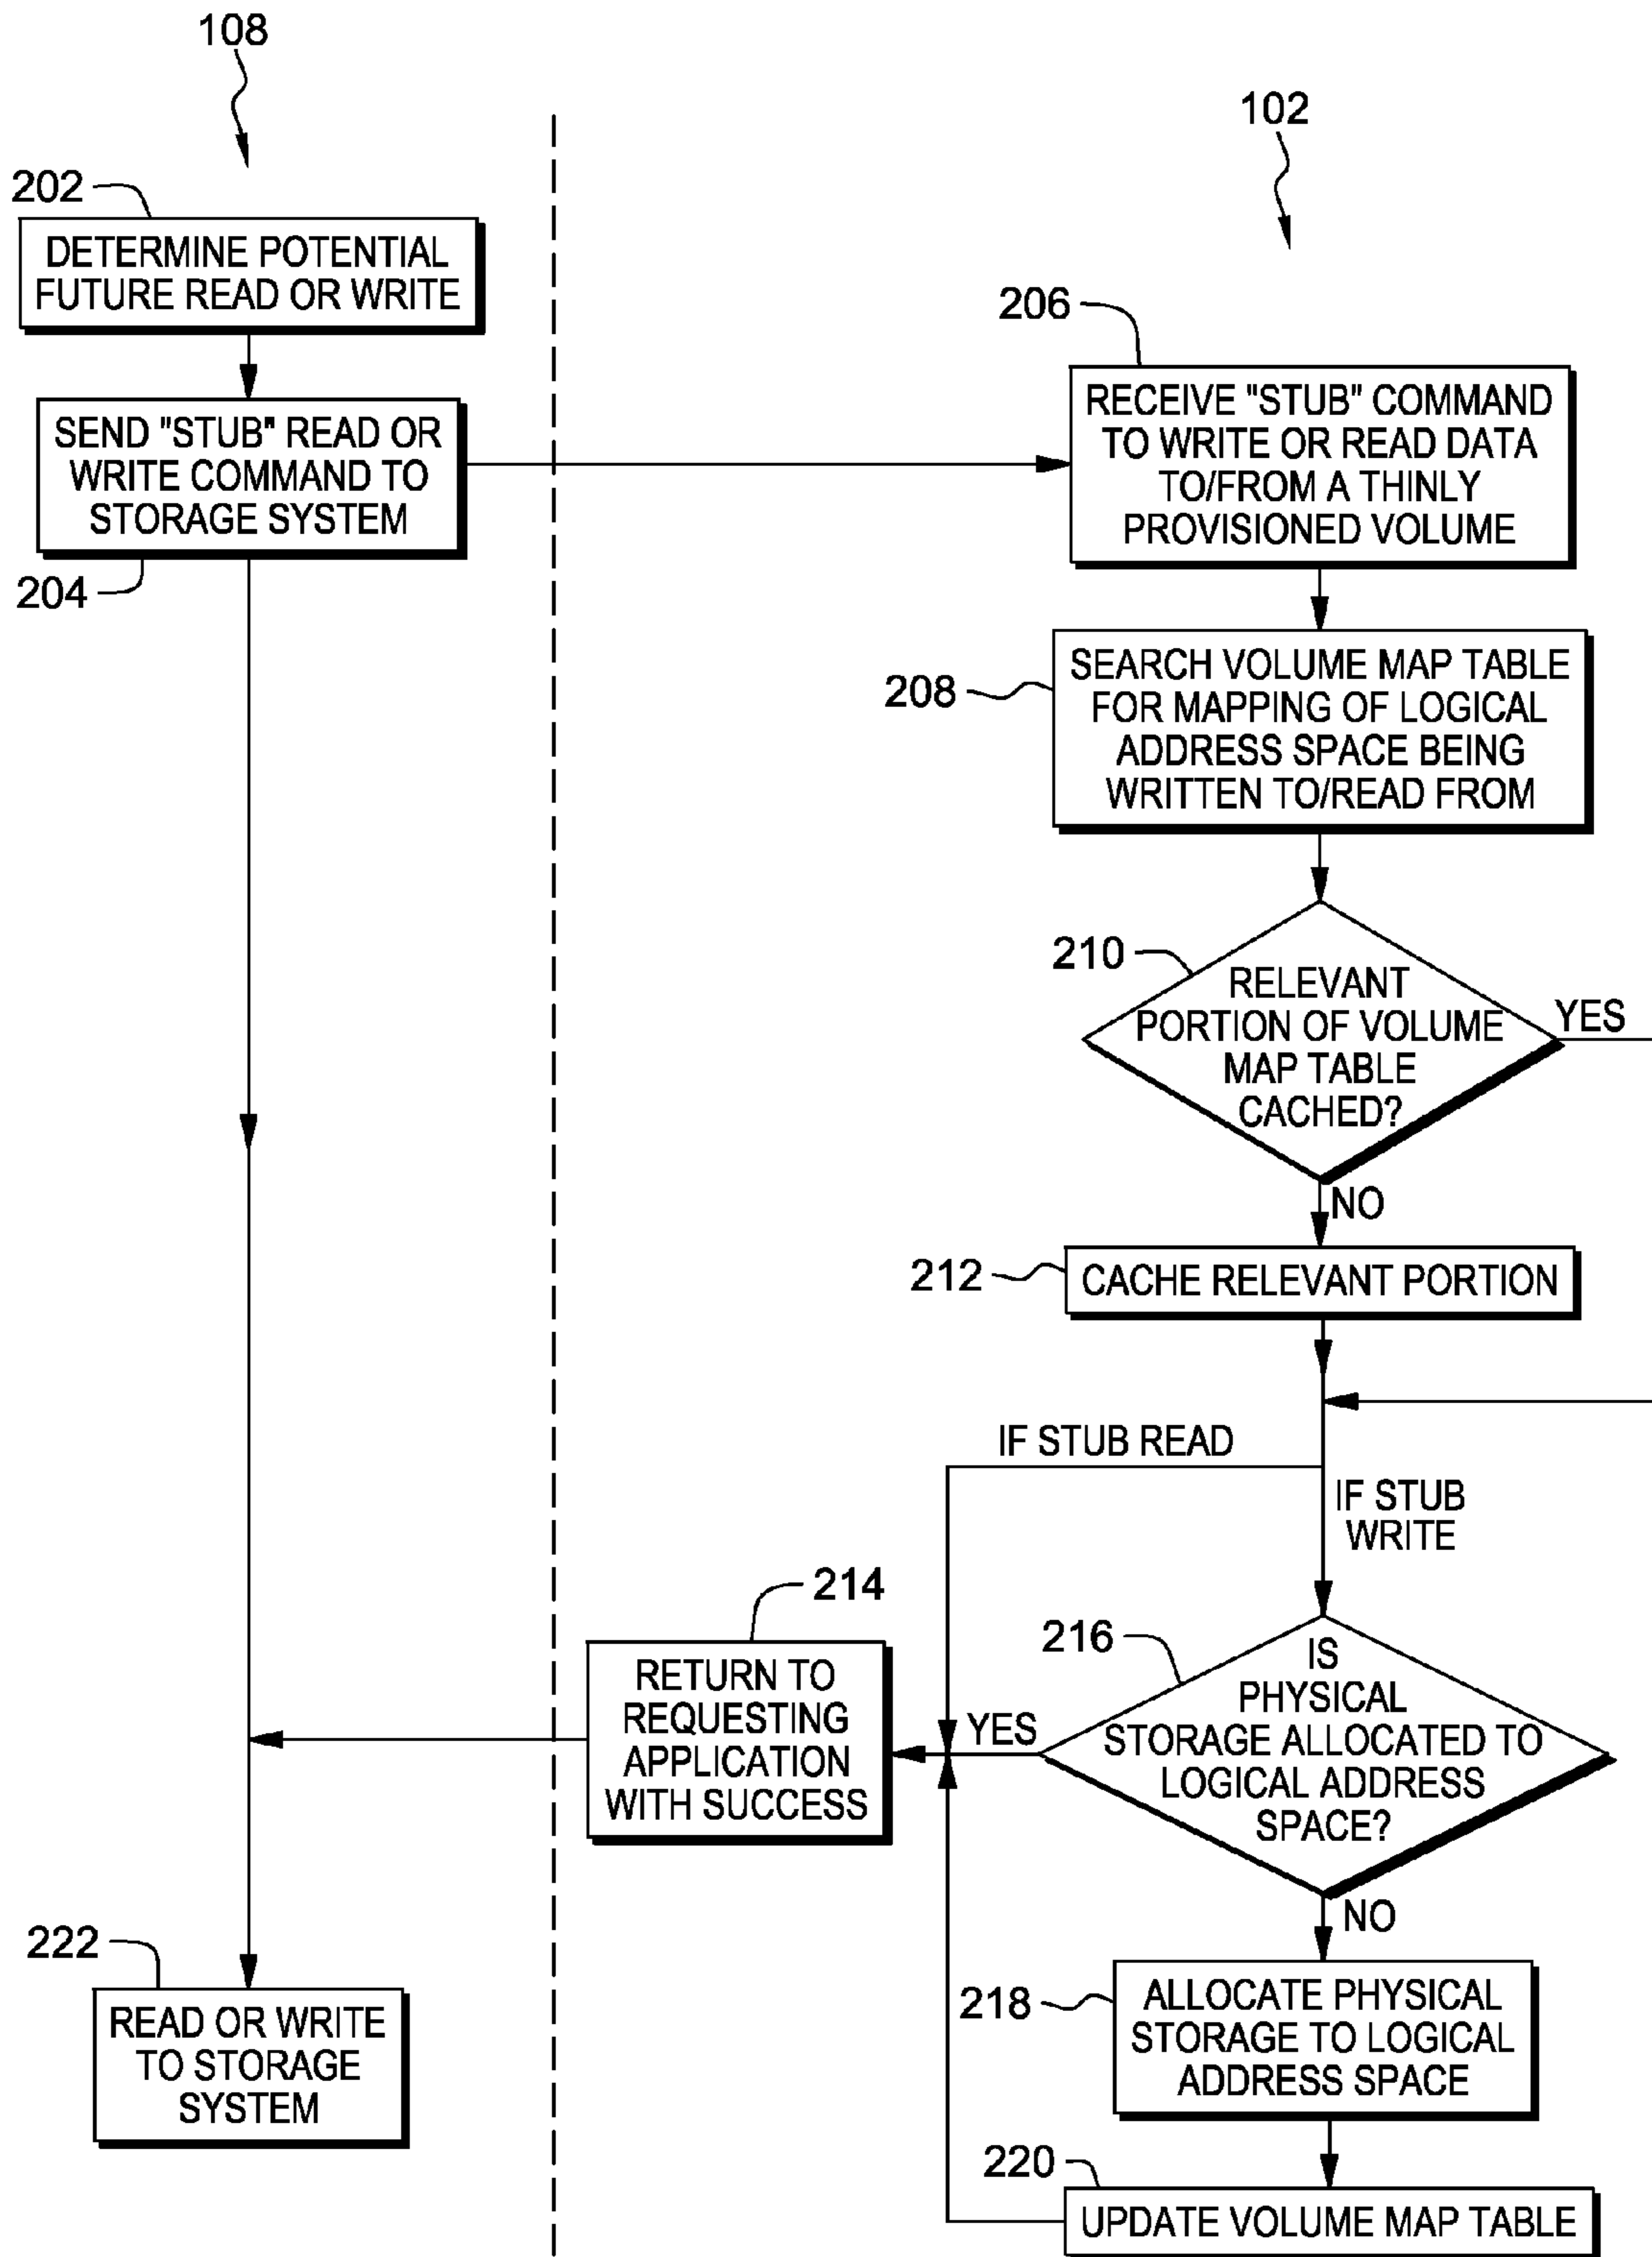 108
102
202
DETERMINE POTENTIAL
FUTURE READ OR WRITE
206
SEND "STUB" READ OR
WRITE COMMAND TO
STORAGE SYSTEM
204
RECEIVE "STUB" COMMAND
TO WRITE OR READ DATA
TO/FROM A THINLY
PROVISIONED VOLUME
208
SEARCH VOLUME MAP TABLE
FOR MAPPING OF LOGICAL
ADDRESS SPACE BEING
WRITTEN TO/READ FROM
210
RELEVANT
PORTION OF VOLUME
MAP TABLE
CACHED?
YES
NO
212
CACHE RELEVANT PORTION
IF STUB READ
IF STUB
WRITE
214
RETURN TO
REQUESTING
APPLICATION
WITH SUCCESS
216
IS
PHYSICAL
STORAGE ALLOCATED TO
LOGICAL ADDRESS
SPACE?
YES
NO
222
READ OR WRITE
TO STORAGE
SYSTEM
218
ALLOCATE PHYSICAL
STORAGE TO LOGICAL
ADDRESS SPACE
220
UPDATE VOLUME MAP TABLE